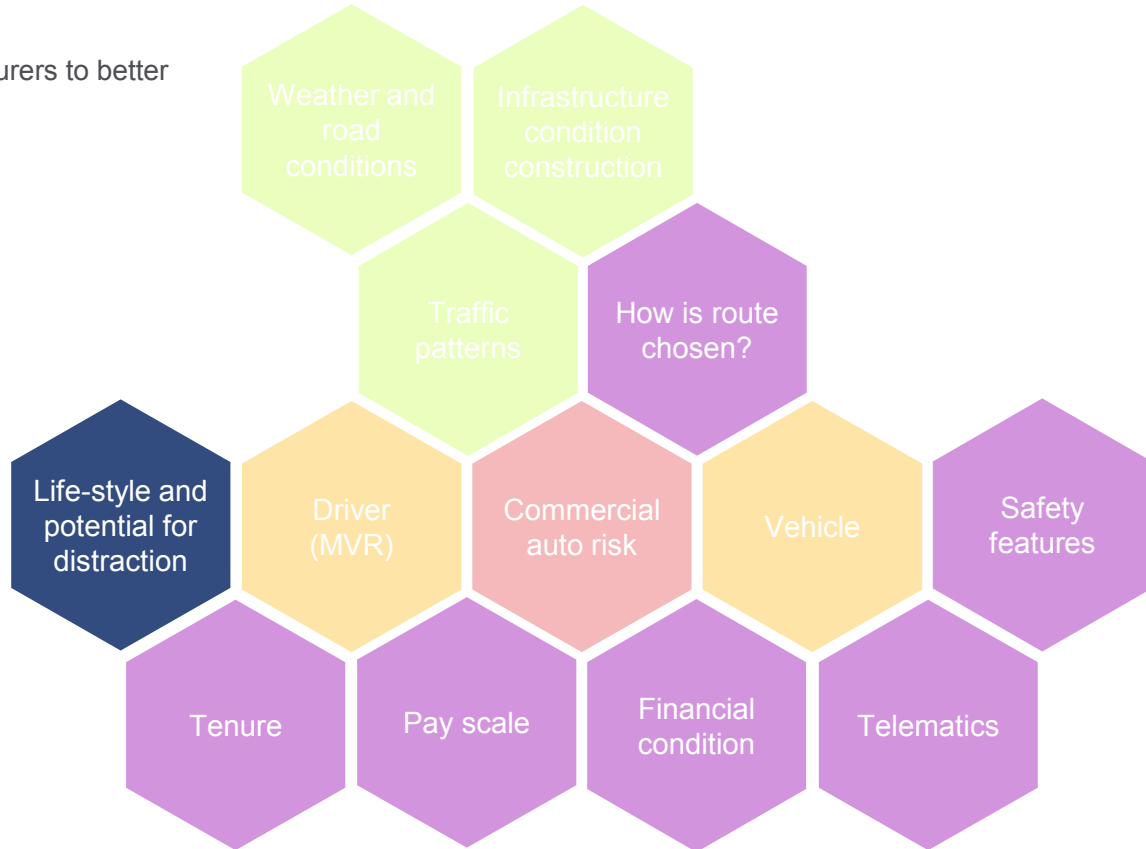 urers to better
Weather and
road
conditions
Infrastructure
condition
construction
Traffic
patterns
How is route
chosen?
Life-style and
potential for
distraction
Driver
(MVR)
Commercial
auto risk
Vehicle
Safety
features
Tenure
Pay scale
Financial
condition
Telematics